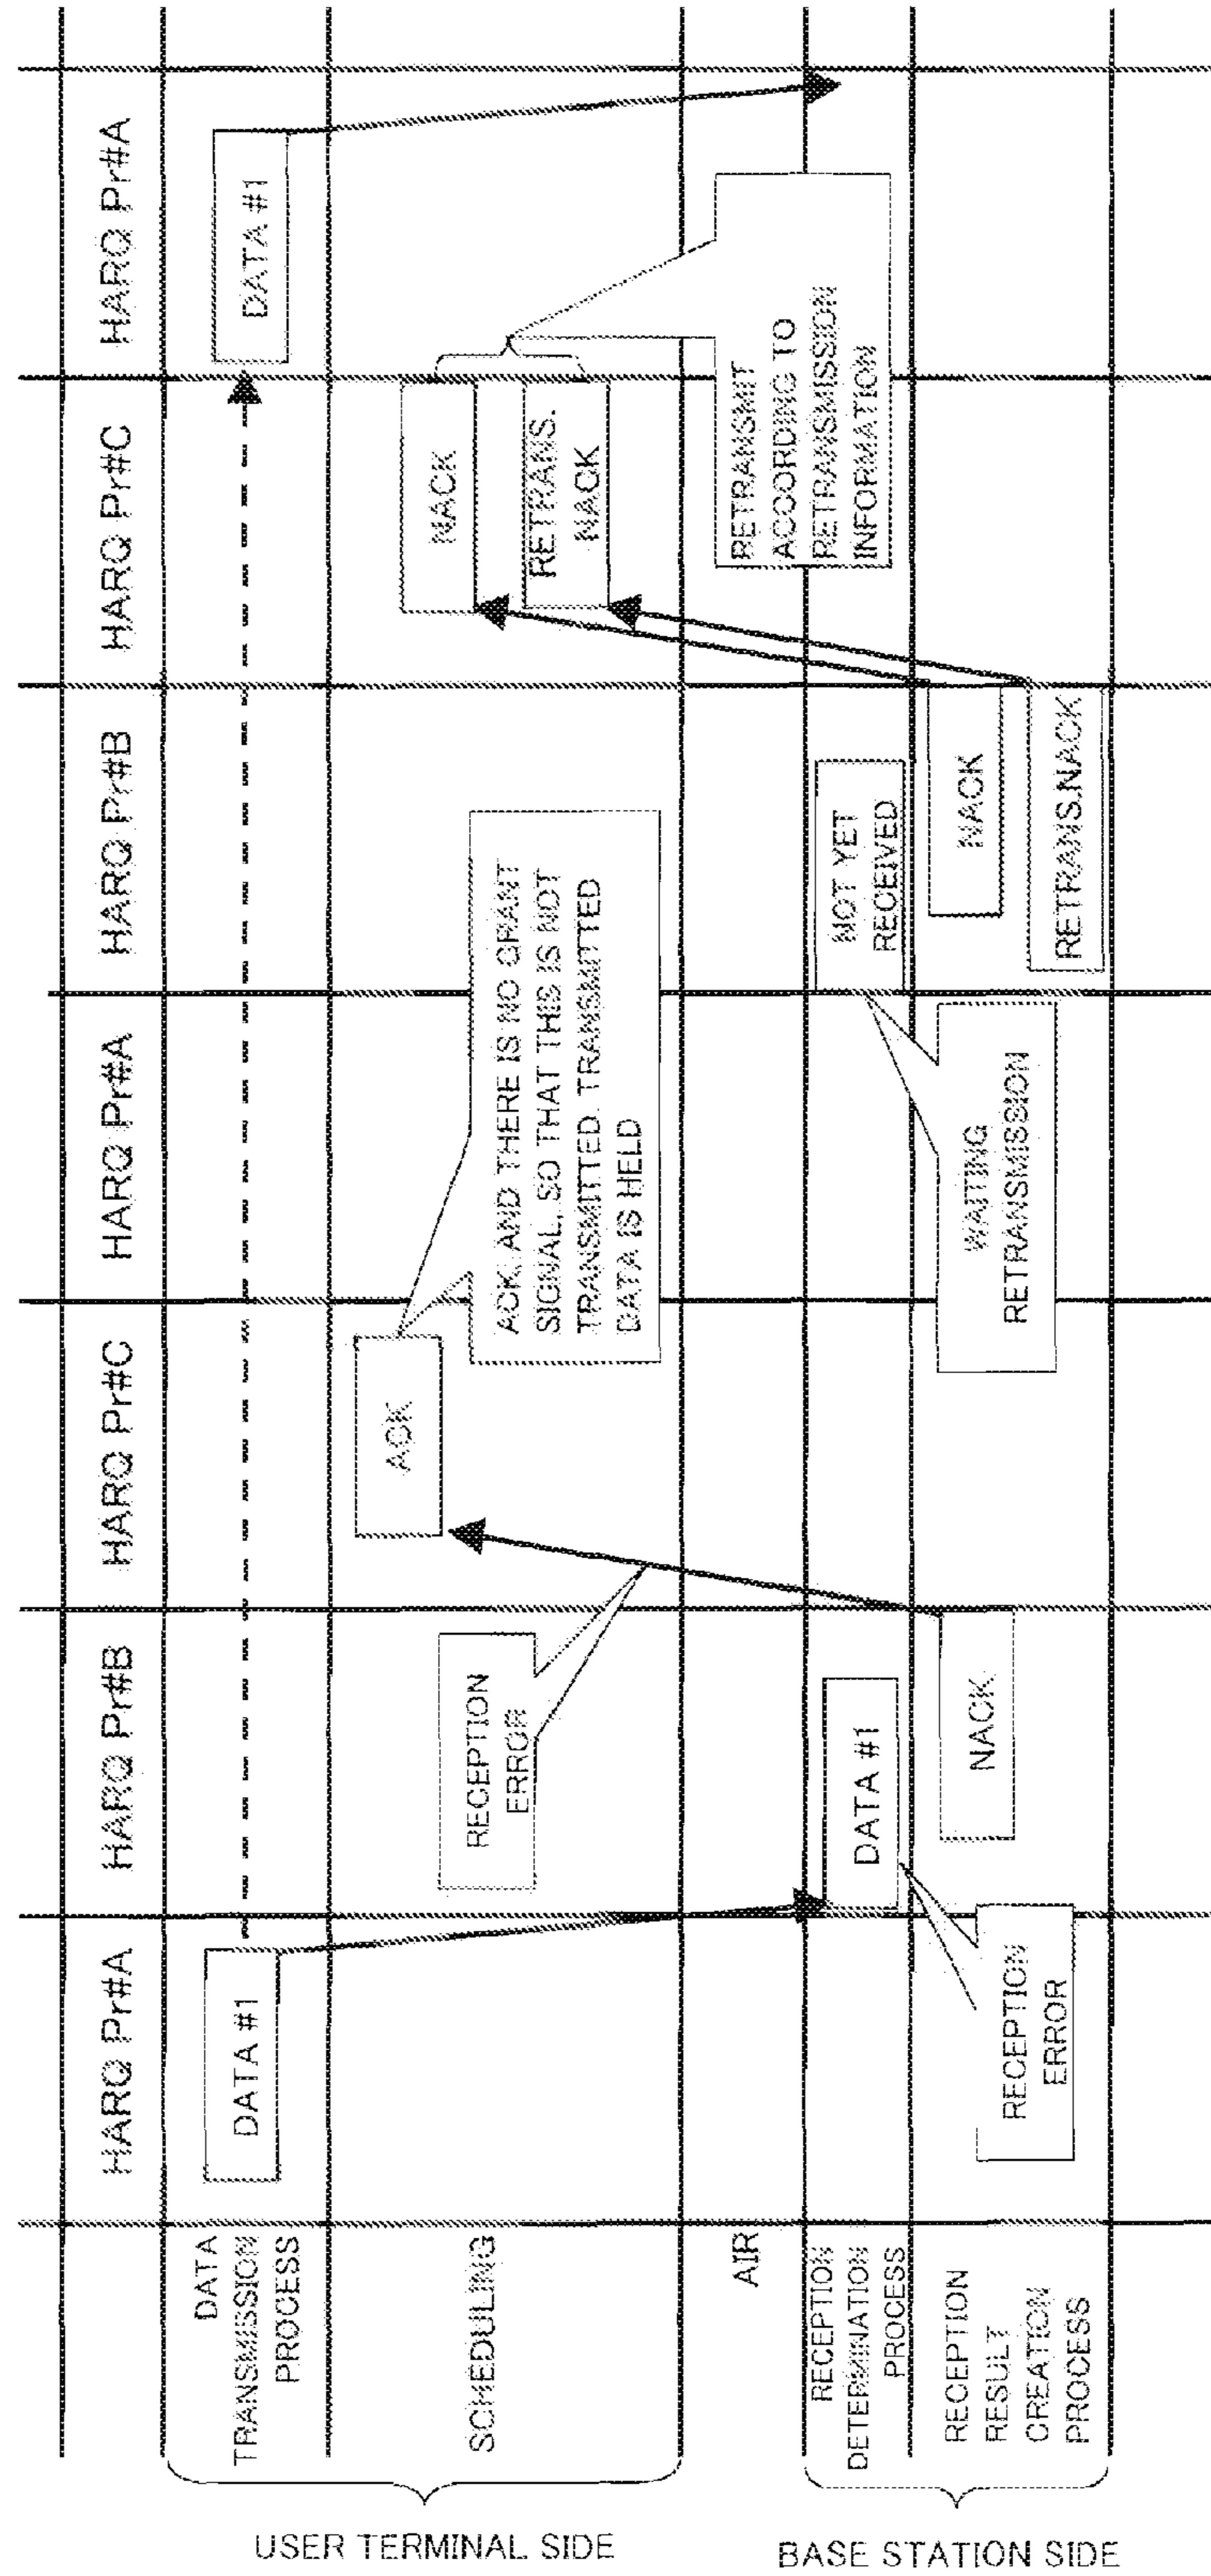 HARQ Pr#A
HARQ Pr#B
HARQ Pr#C
HARQ Pr#A
HARQ Pr#B
HARQ Pr#C
HARQ Pr#A
DATA
TRANSMISSION
PROCESS
DATA #1
DATA #1
SCHEDULING
RECEPTION
ERROR
ACK
ACK, AND THERE IS NO GRANT
SIGNAL, SO THAT THIS IS NOT
TRANSMITTED. TRANSMITTED
DATA IS HELD
NACK
RETRANS.
NACK
AIR
RETRANSMIT
ACCORDING TO
RETRANSMISSION
INFORMATION
RECEPTION
DETERMINATION
PROCESS
DATA #1
NOT YET
RECEIVED
RECEPTION
RESULT
CREATION
PROCESS
RECEPTION
ERROR
NACK
WAITING
RETRANSMISSION
NACK
RETRANS.NACK
USER TERMINAL SIDE
BASE STATION SIDE